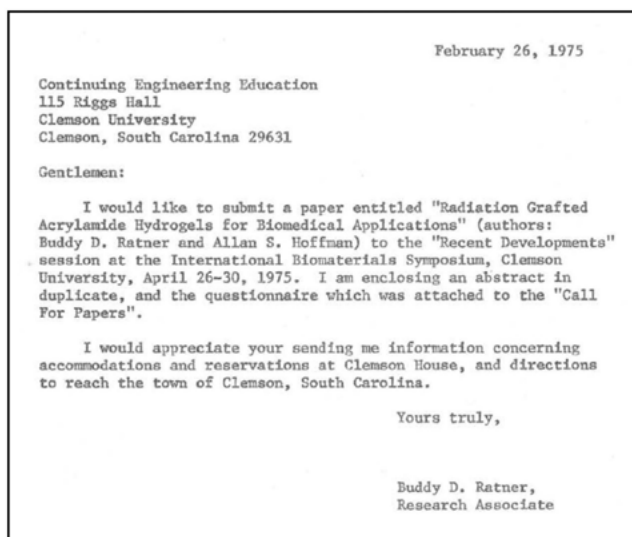 February 26, 1975
Continuing Engineering Education
115 Riggs Hall
Clemson University
Clemson, South Carolina 29631
Gentlemen:
I would like to submit a paper entitled "Radiation Grafted
Acrylamide Hydrogels for Biomedical Applications" (authors:
Buddy D. Ratner and Allan S. Hoffman) to the "Recent Developments"
session at the International Biomaterials Symposium, Clemson
University, April 26-30, 1975. I am enclosing an abstract in
duplicate, and the questionnaire which was attached to the "Call
For Papers".
I would appreciate your sending me information concerning
accommodations and reservations at Clemson House, and directions
to reach the town of Clemson, South Carolina.
Yours truly,
Buddy D. Ratner,
Research Associate